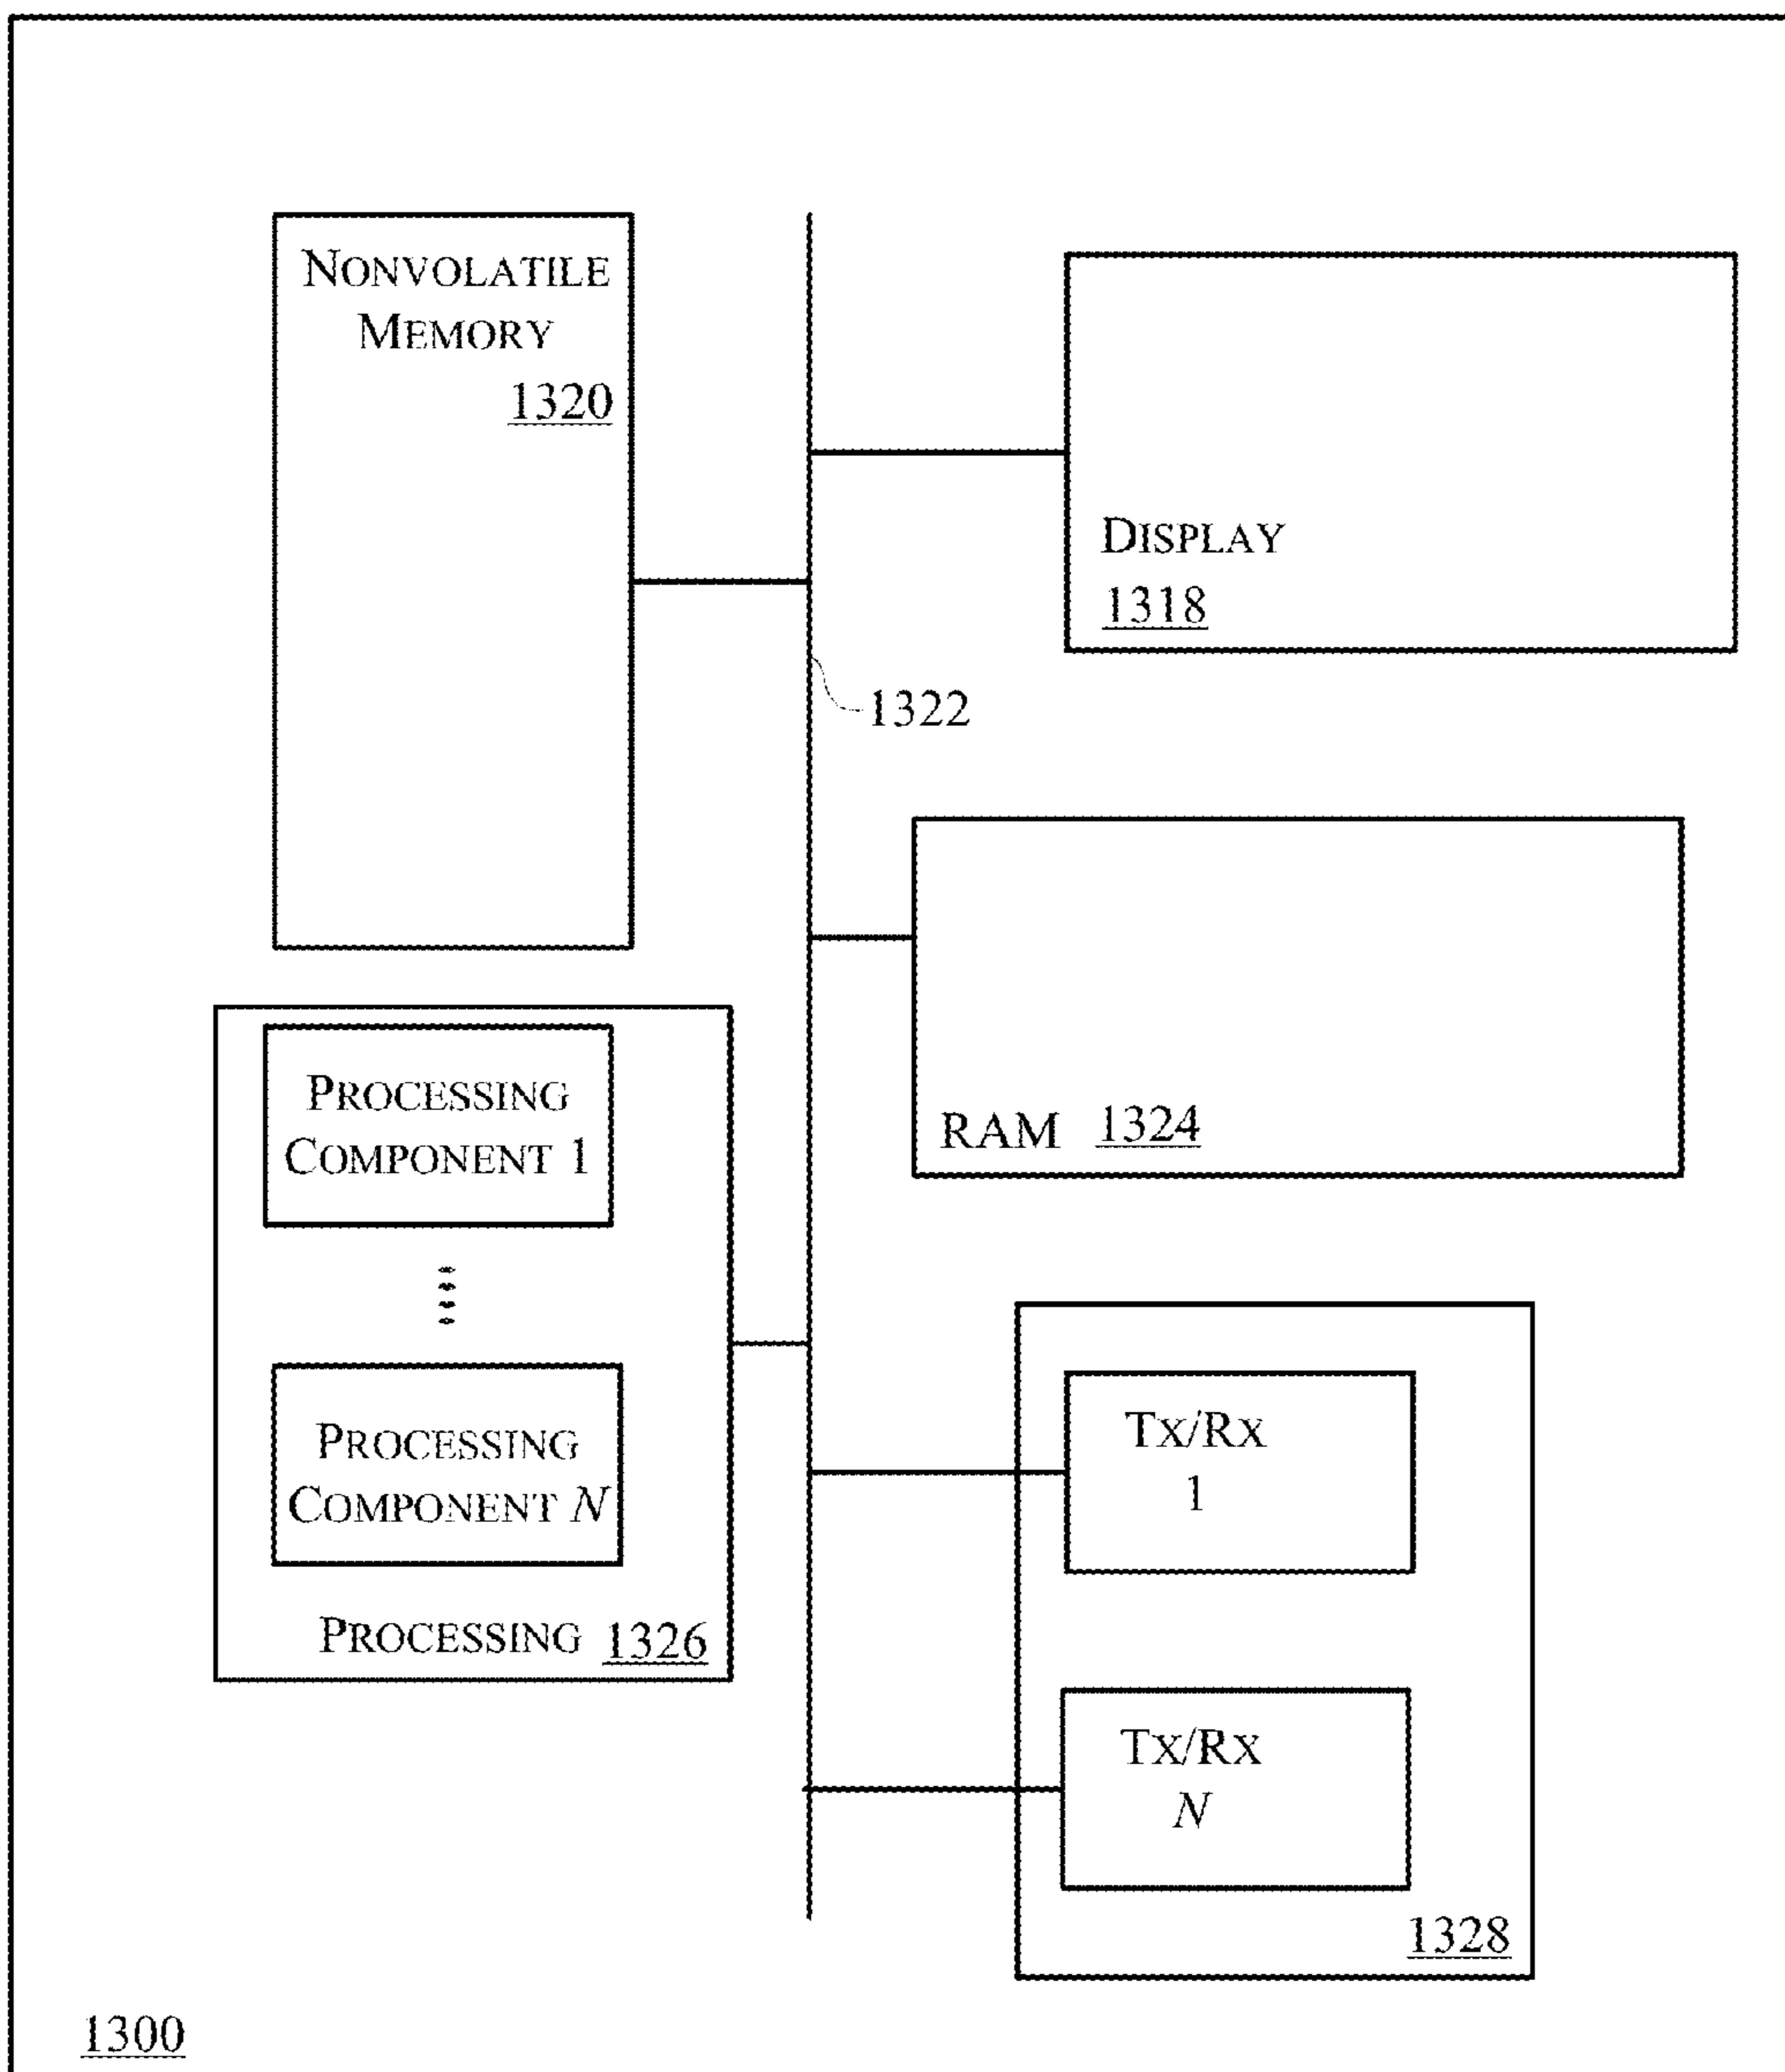 NONVOLATILE
MEMORY
1320
DISPLAY
1318
1322
RAM 1324
PROCESSING
COMPONENT 1
PROCESSING
COMPONENT N
PROCESSING 1326
TX/RX
1
TX/RX
N
1328
1300